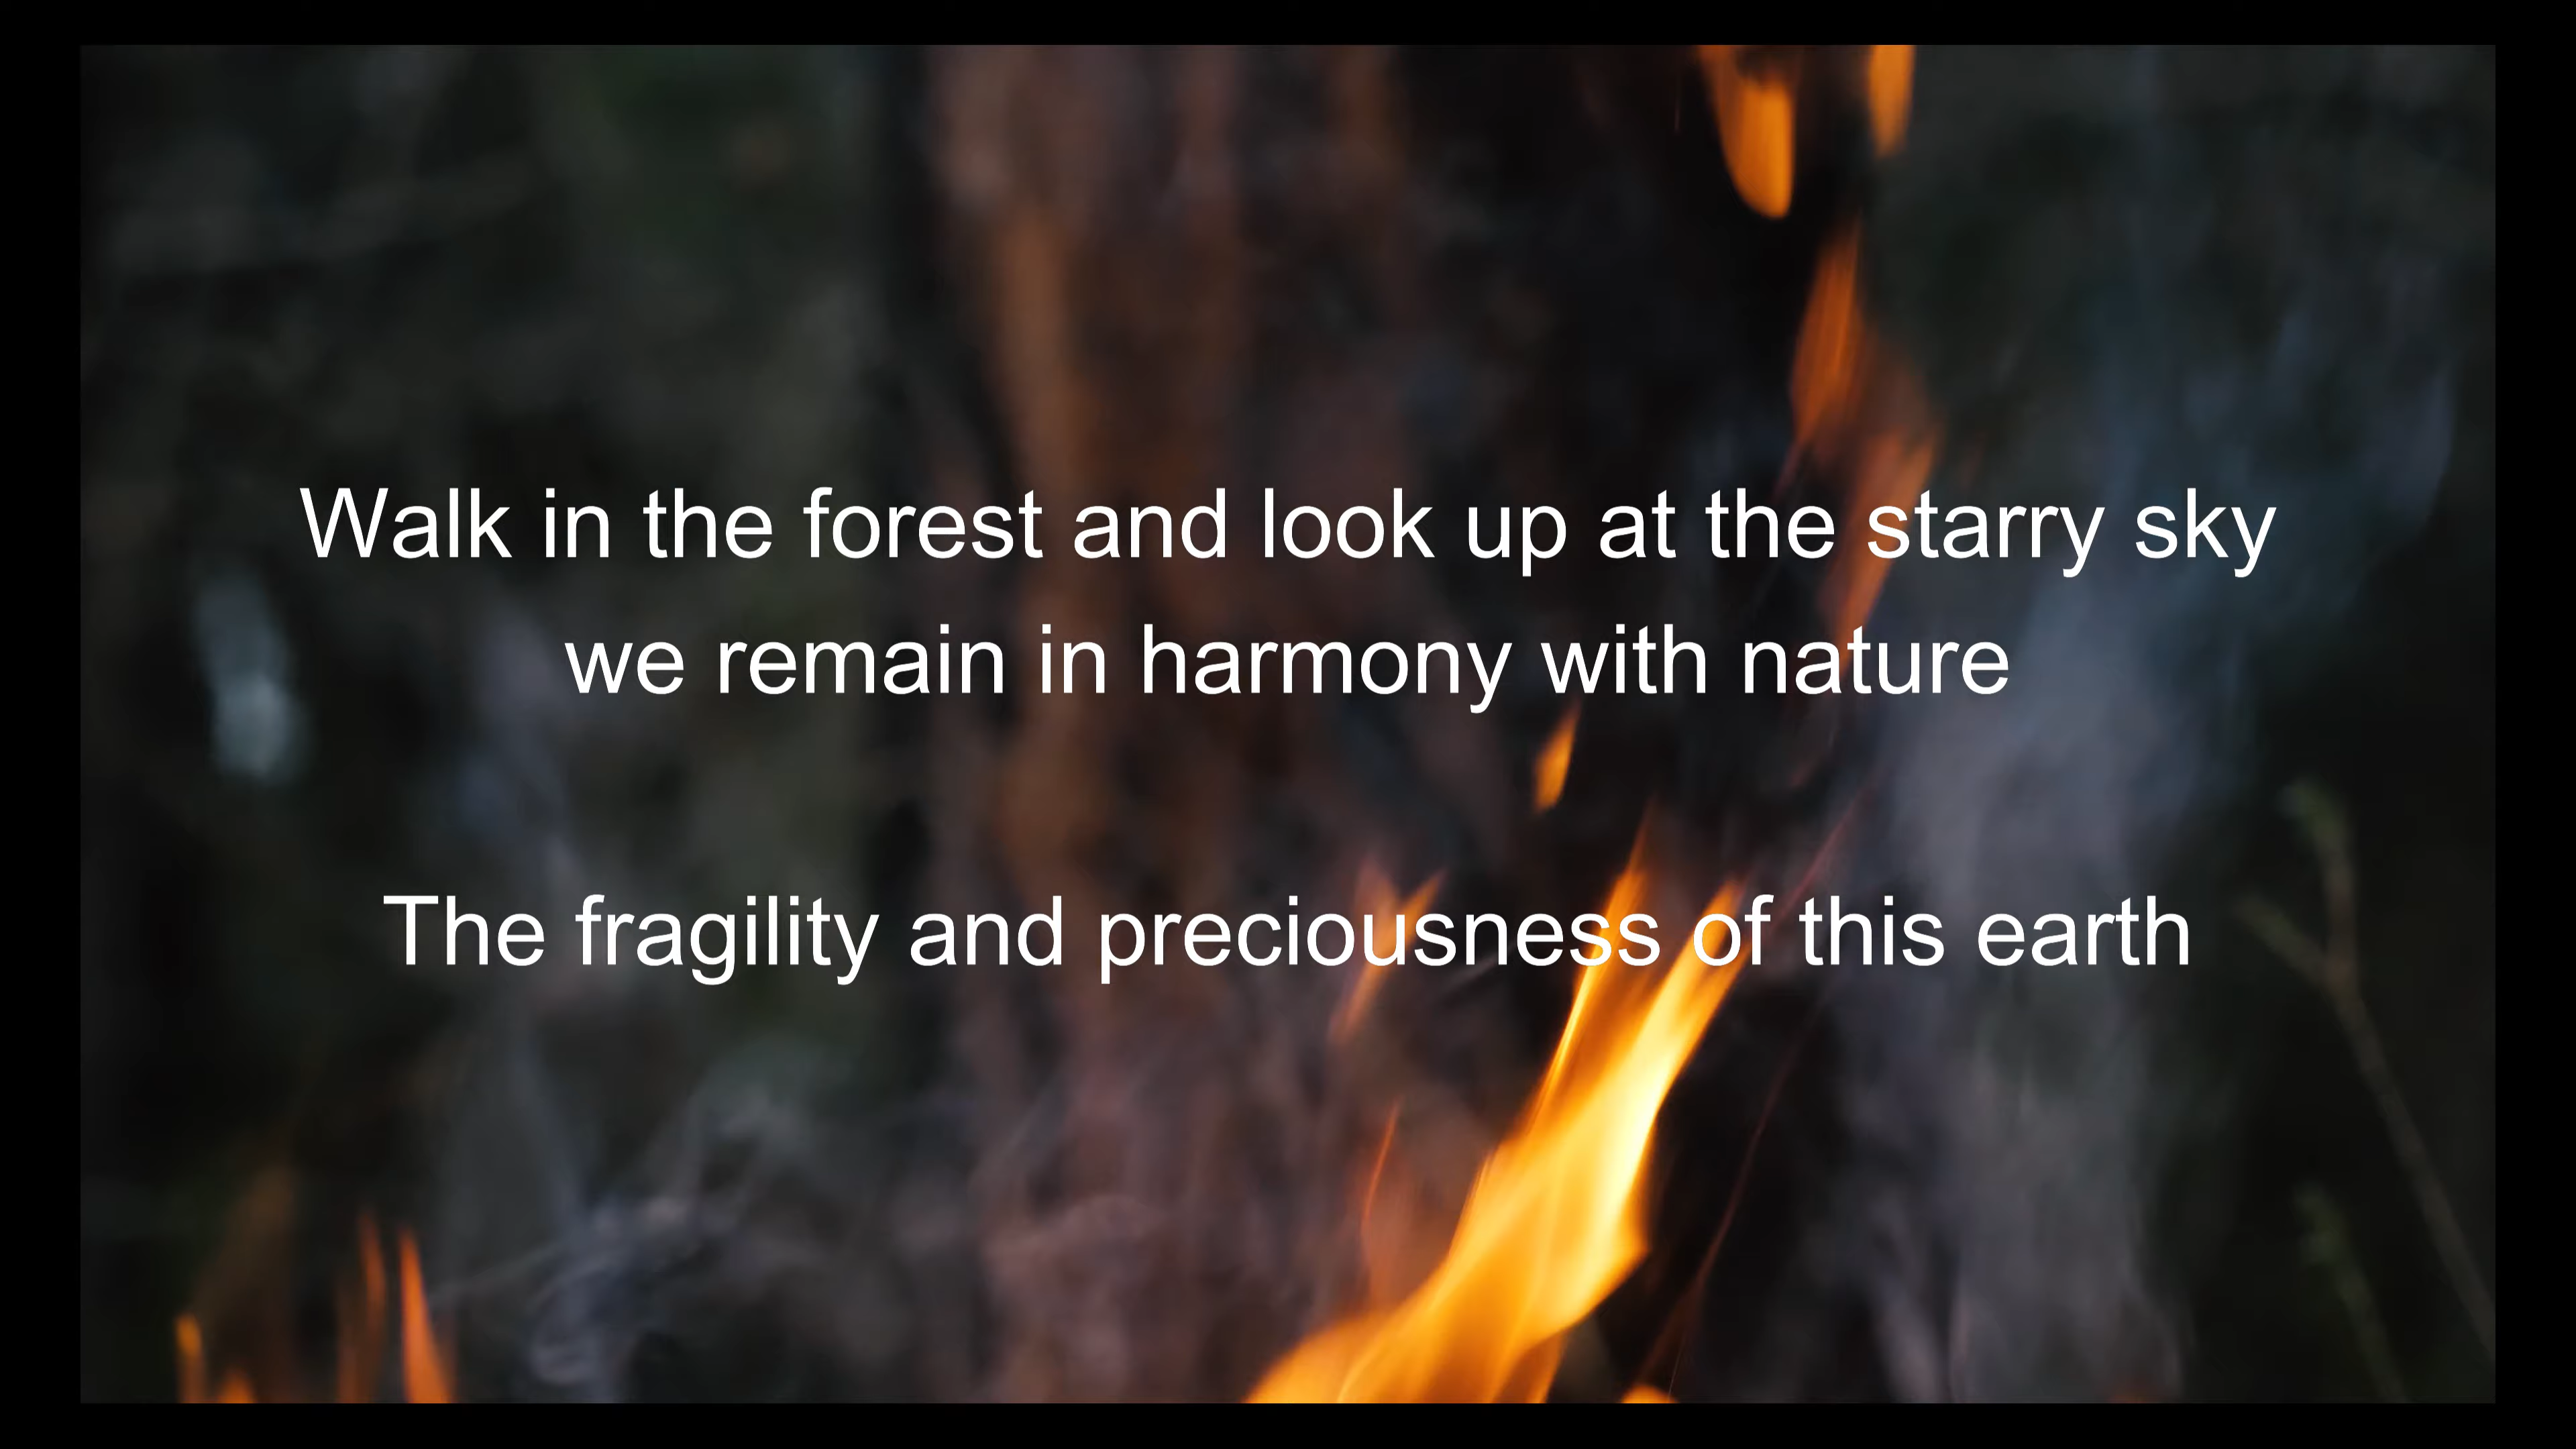 Walk in the forest and look up at the starry sky
we remain in harmony with nature
The fragility and preciousness of this earth